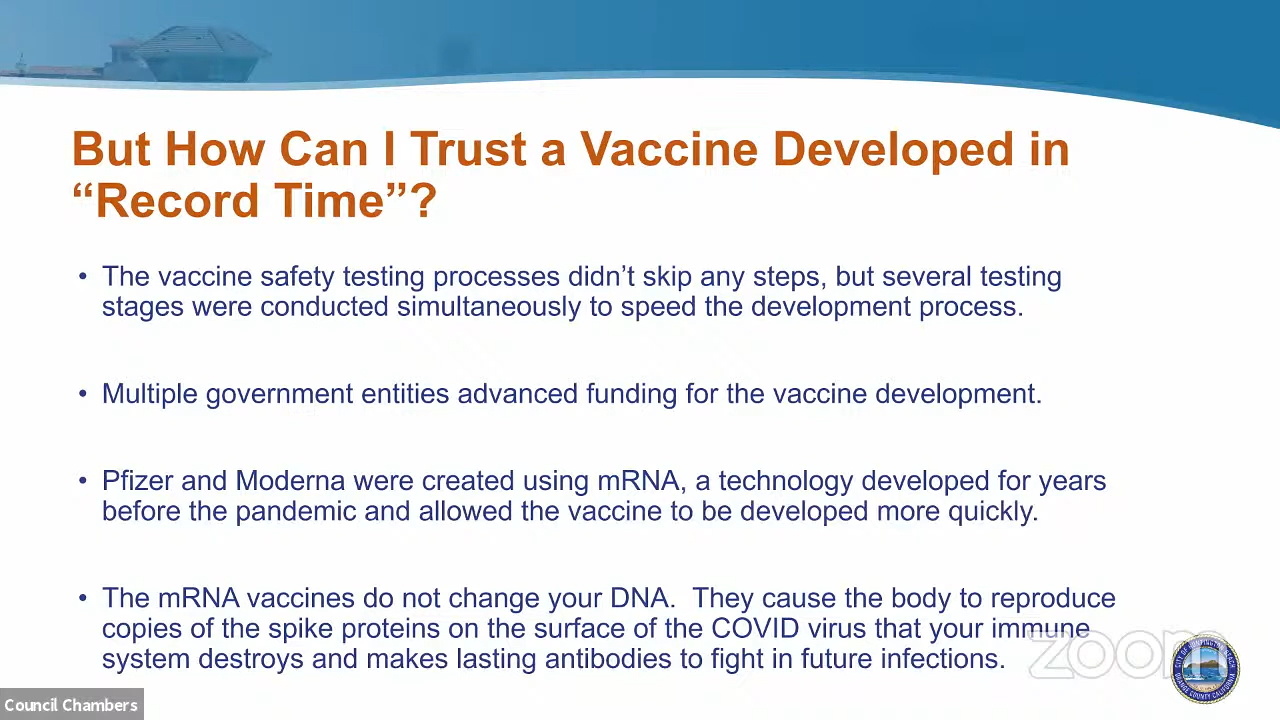 But How Can I Trust a Vaccine Developed in
“Record Time”?
• The vaccine safety testing processes didn’t skip any steps, but several testing
stages were conducted simultaneously to speed the development process.
• Multiple government entities advanced funding for the vaccine development.
• Pfizer and Moderna were created using mRNA, a technology developed for years
before the pandemic and allowed the vaccine to be developed more quickly.
• The mRNA vaccines do not change your DNA.  They cause the body to reproduce
copies of the spike proteins on the surface of the COVID virus that your immune
system destroys and makes lasting antibodies to fight in future infections.
zoom
ORANGE COUNTY CALIFORNIA
Council Chambers